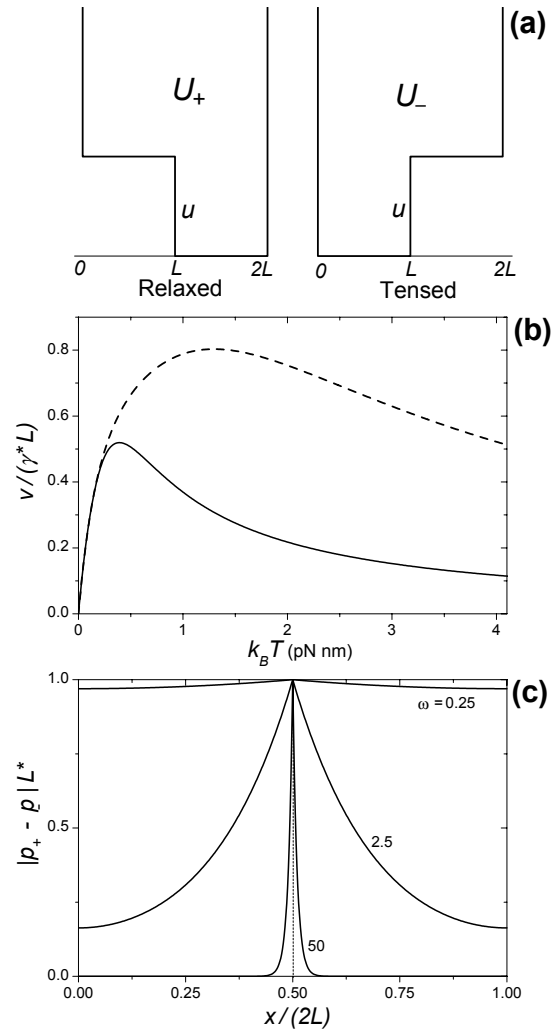 (a)
U+ U−
u u
0 L 2L 0 L 2L
Relaxed Tensed
(b)
v / (γ* L)
0.8
0.6
0.4
0.2
0.0
0 1 2 3 4
kBT (pN nm)
(c)
|p+ - p-| L*
1.0
0.5
0.0
ω = 0.25
2.5
50
0.00 0.25 0.50 0.75 1.00
x / (2L)